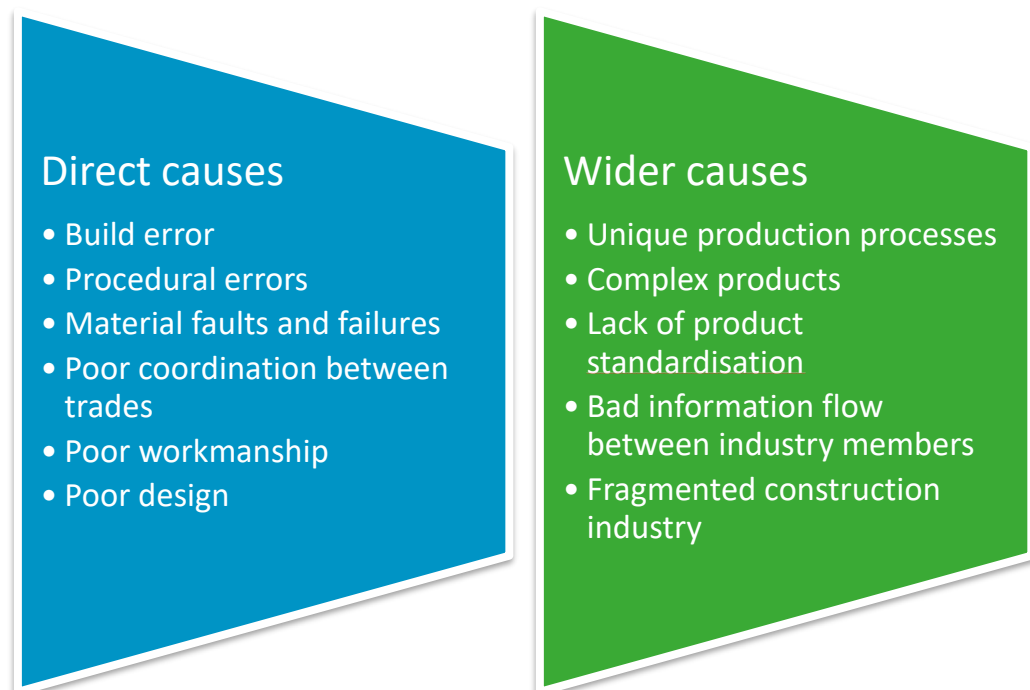 Direct causes
• Build error
• Procedural errors
• Material faults and failures
• Poor coordination between
trades
• Poor workmanship
• Poor design
Wider causes
• Unique production processes
• Complex products
• Lack of product
standardisation
• Bad information flow
between industry members
• Fragmented construction
industry